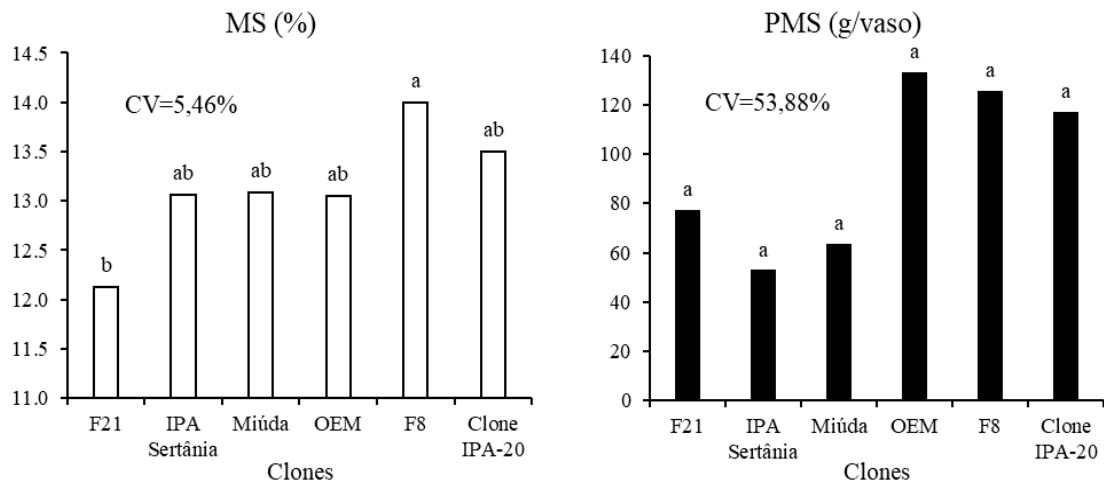 MS (%)
14.5
14.0
13.5
13.0
12.5
12.0
11.5
11.0
CV=5,46%
b
ab
ab
ab
a
ab
F21
IPA
Sertânia
Miúda
OEM
F8
Clone
IPA-20
Clones
PMS (g/vaso)
140
120
100
80
60
40
20
0
CV=53,88%
a
a
a
a
a
a
F21
IPA
Sertânia
Miúda
OEM
F8
Clone
IPA-20
Clones